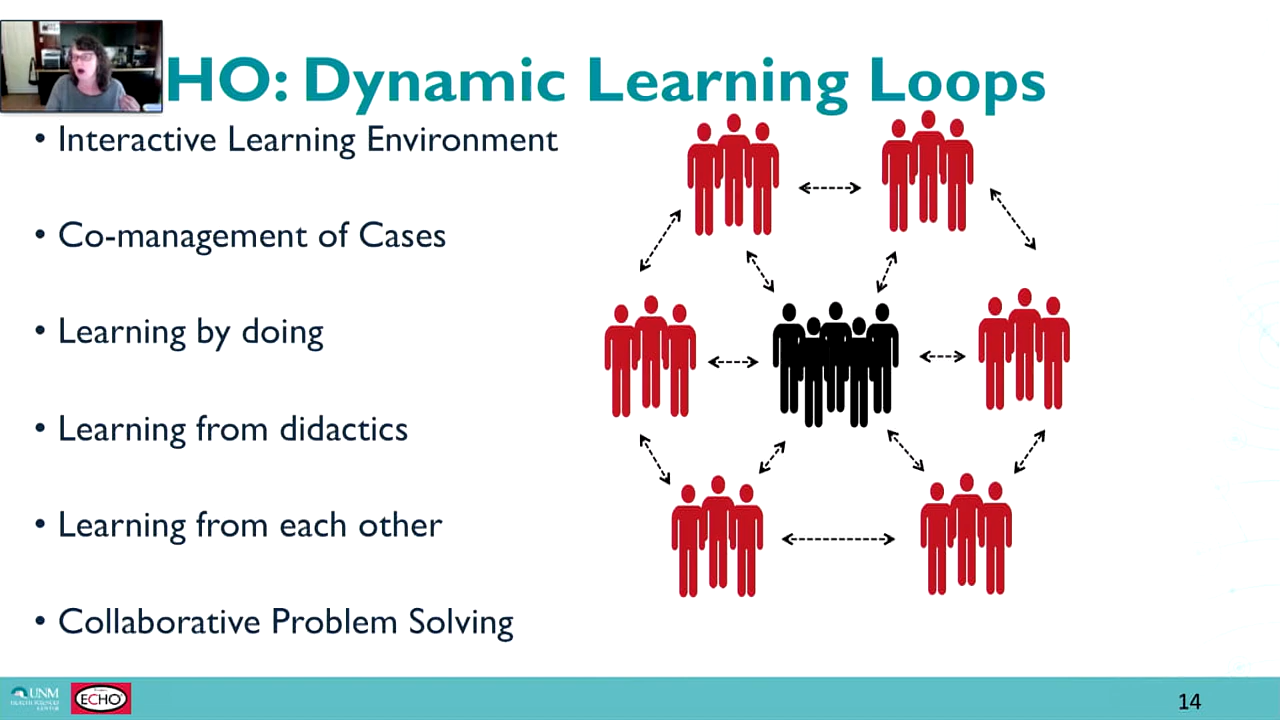 HO: Dynamic Learning Loops
• Interactive Learning Environment
• Co-management of Cases
• Learning by doing
• Learning from didactics
• Learning from each other
• Collaborative Problem Solving
UNM
HEALTH SCIENCES
CENTER
ECHO
14